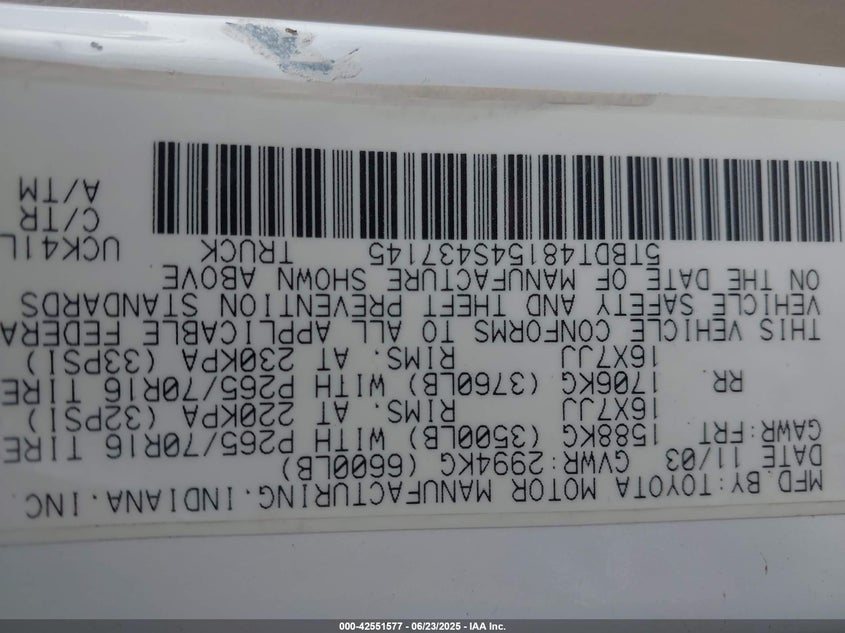 MFD.BY:TOYOTA MOTOR MANUFACTURING.INDIANA.INC.
DATE 11/03 GVWR:2994KG (6600LB)
GAWR:FRT 1588KG (3500LB) WITH P265/70R16 TIRE
16X7JJ RIMS. AT 220KPA (32PSI)
RR 1706KG (3760LB) WITH P265/70R16 TIRE
16X7JJ RIMS. AT 230KPA (33PSI)
THIS VEHICLE CONFORMS TO ALL APPLICABLE FEDERA
VEHICLE SAFETY AND THEFT PREVENTION STANDARDS
ON THE DATE OF MANUFACTURE SHOWN ABOVE
5TBDT48154S437145 TRUCK UCK41L
C/TR
A/TM
000-42551577 - 06/23/2025 - IAA Inc.